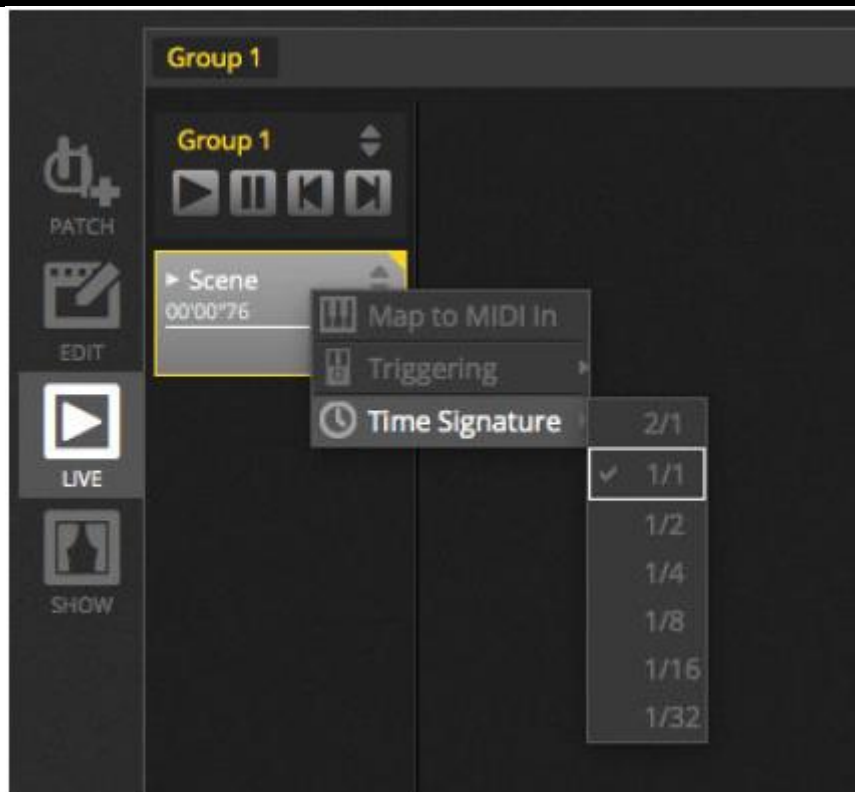 Group 1
Group 1
PATCH
Scene
00'00"76
Map to MIDI In
EDIT
Triggering
Time Signature
2/1
1/1
LIVE
1/2
1/4
SHOW
1/8
1/16
1/32